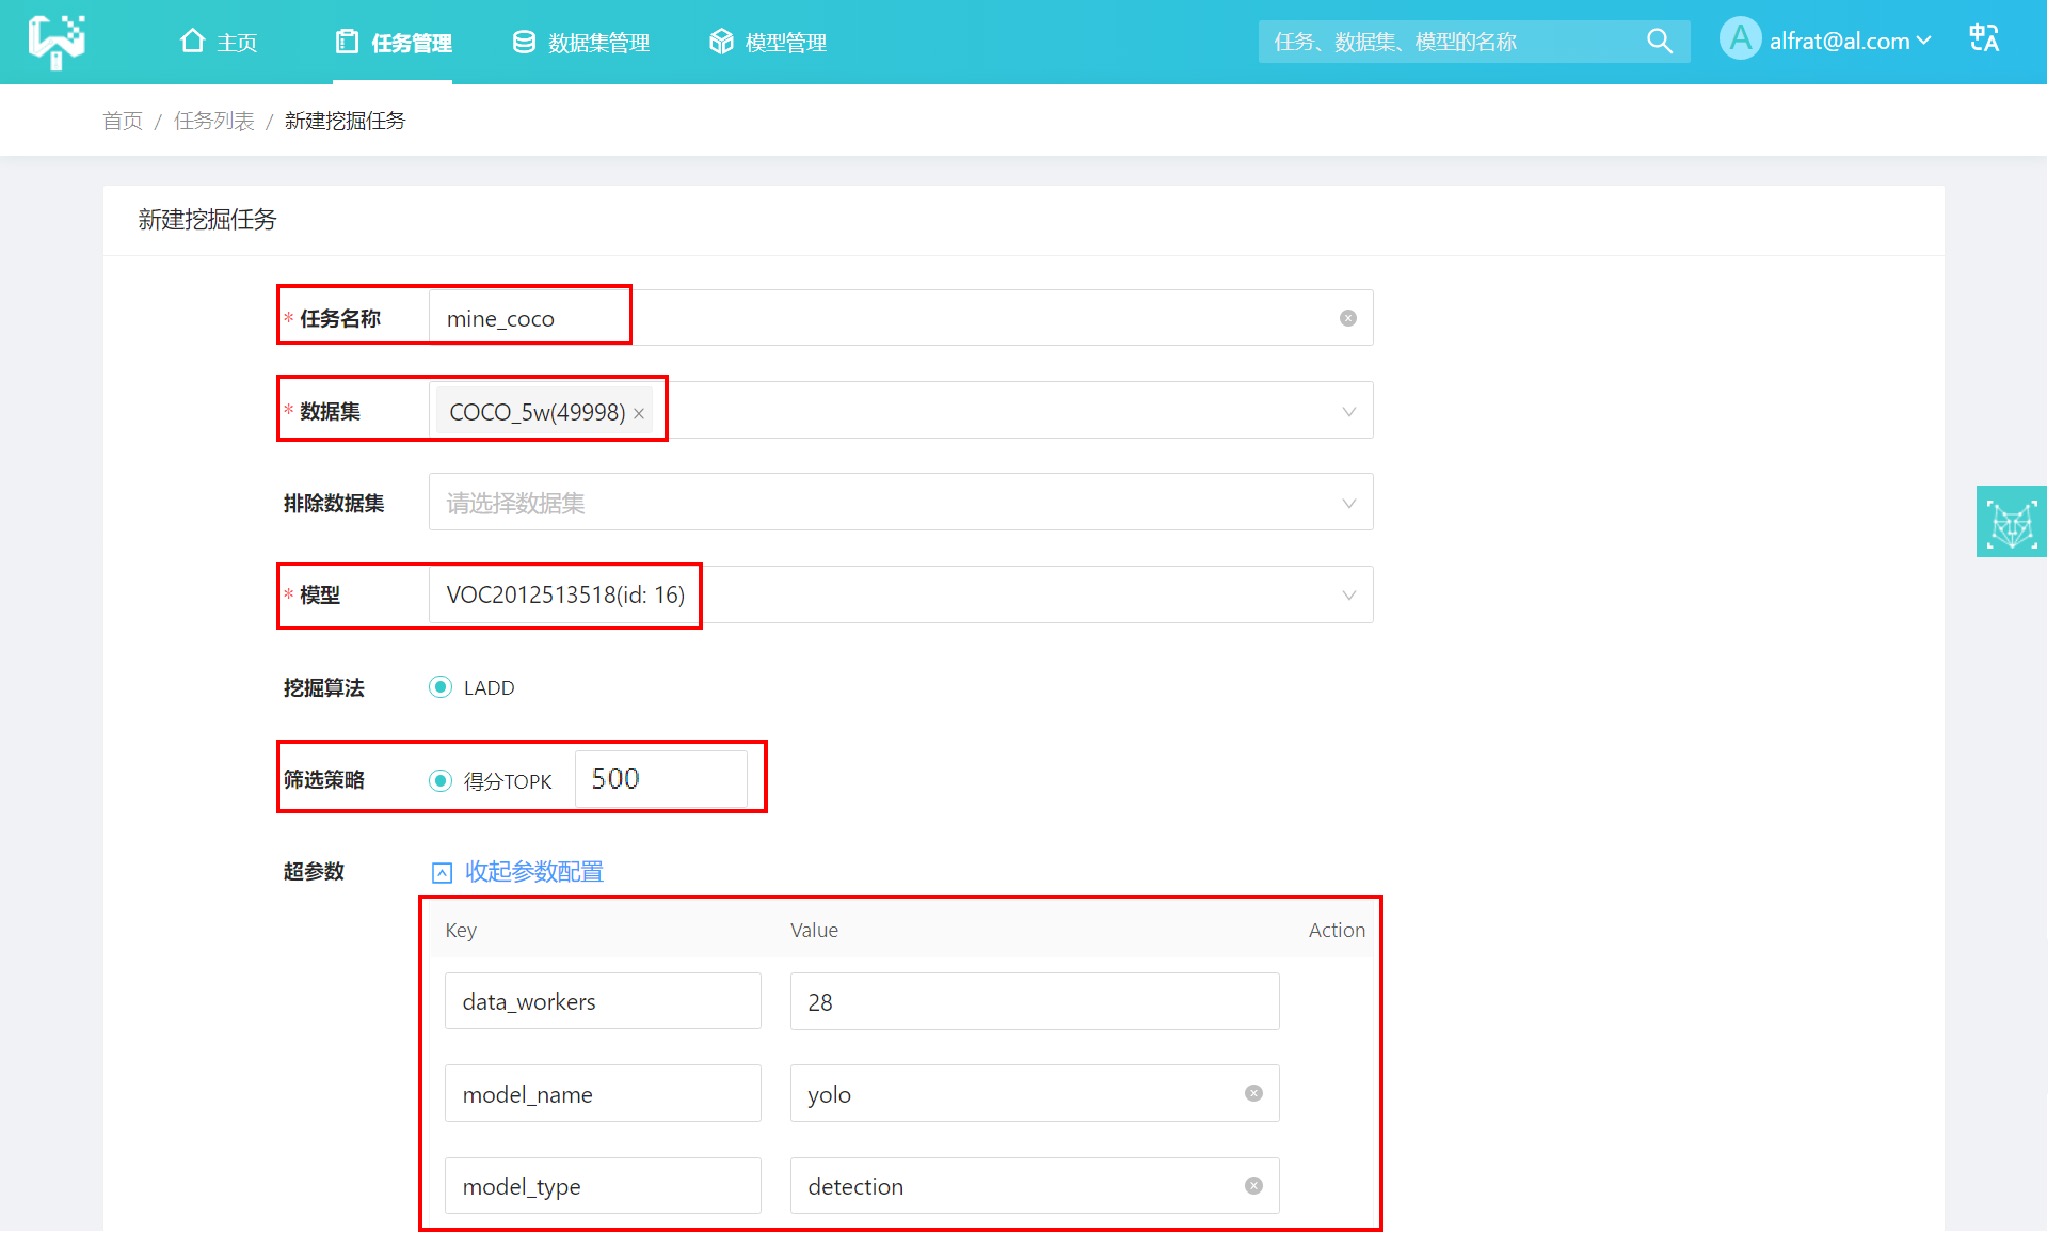 主页 任务管理 数据集管理 模型管理 任务、数据集、模型的名称 A alfrat@al.com 中A
首页 / 任务列表 / 新建挖掘任务
新建挖掘任务
* 任务名称 mine_coco
* 数据集 COCO_5w(49998) ×
排除数据集 请选择数据集
* 模型 VOC2012513518(id: 16)
挖掘算法 LADD
筛选策略 得分TOPK 500
超参数 收起参数配置
Key Value Action
data_workers 28
model_name yolo
model_type detection